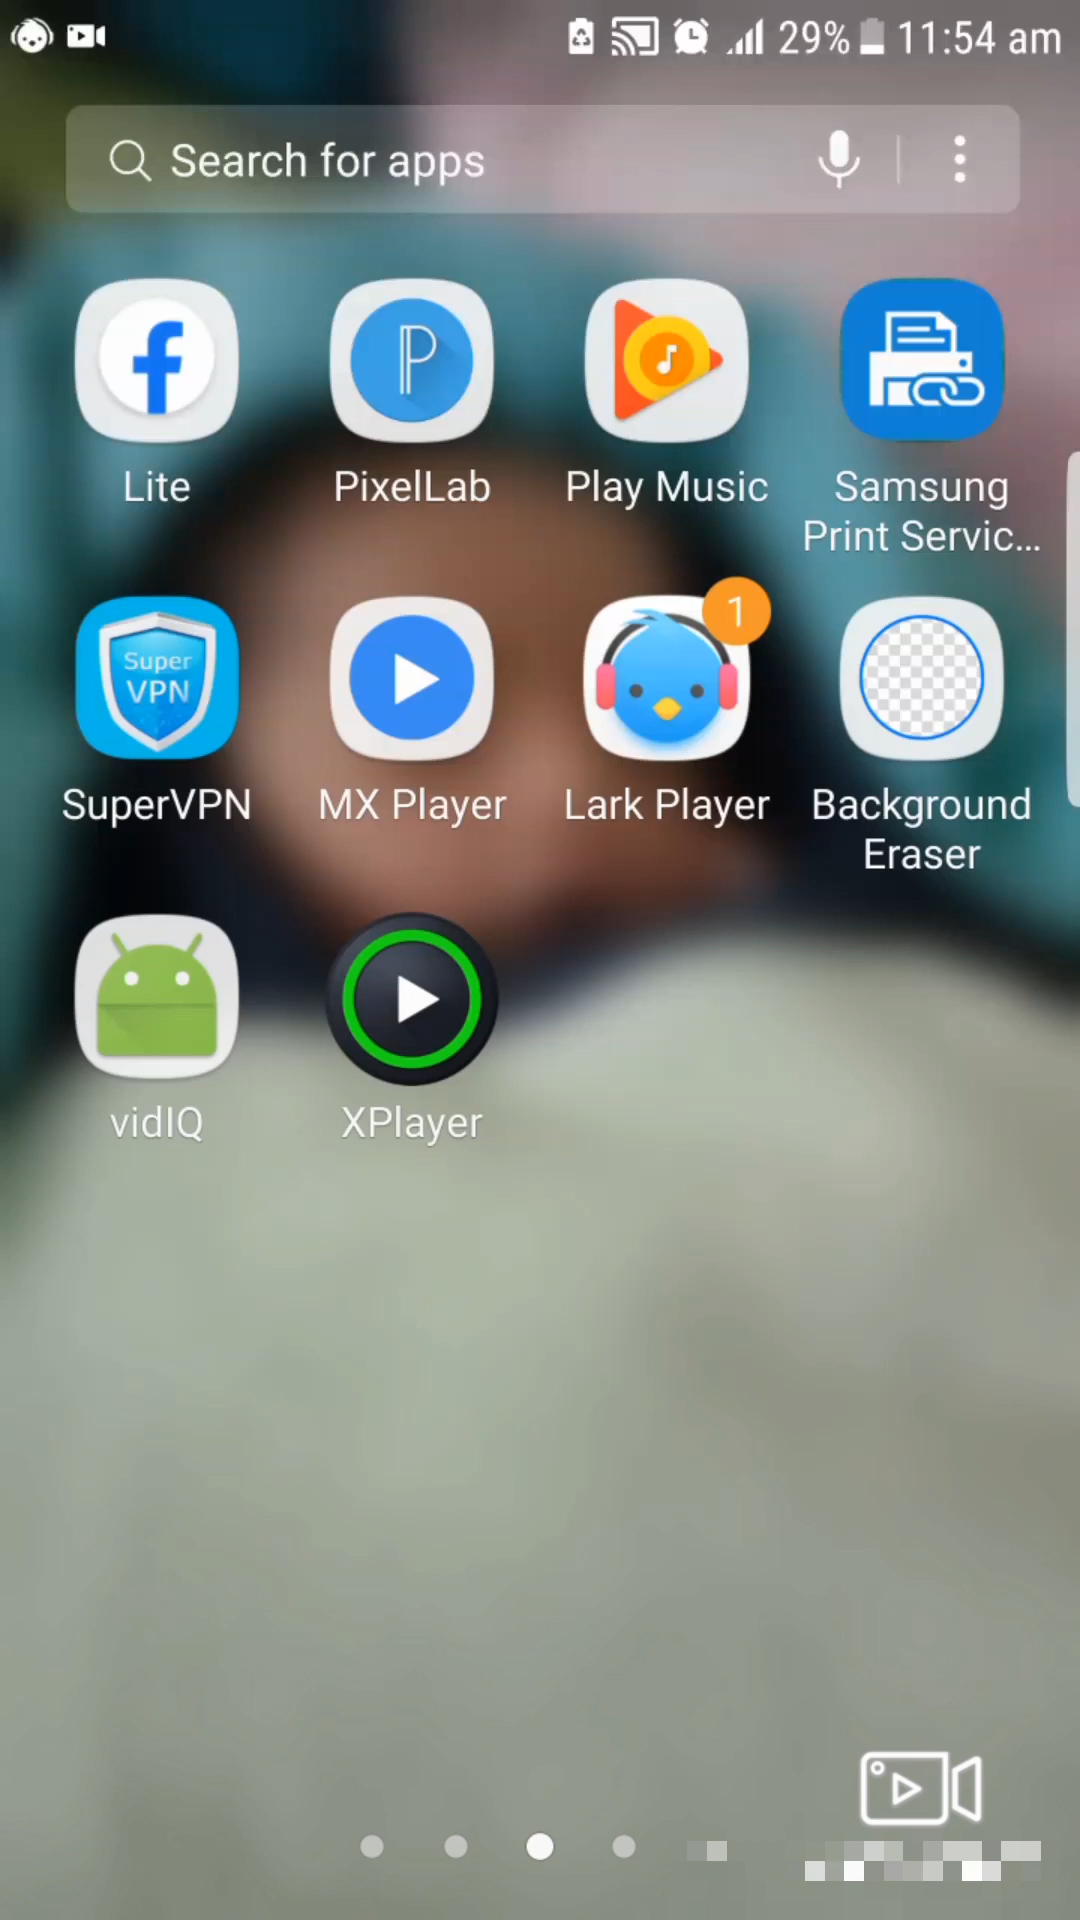 29% 11:54 am
Search for apps
Lite PixelLab Play Music Samsung
Print Servic...
1
Super
VPN
SuperVPN MX Player Lark Player Background
Eraser
vidIQ XPlayer